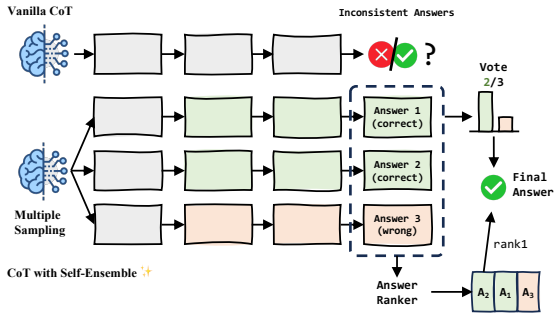 Vanilla CoT
Inconsistent Answers
?
Vote
2/3
Answer 1
(correct)
Answer 2
(correct)
Final
Answer
Multiple
Sampling
Answer 3
(wrong)
rank1
CoT with Self-Ensemble ✨
Answer
Ranker
A₂ A₁ A₃